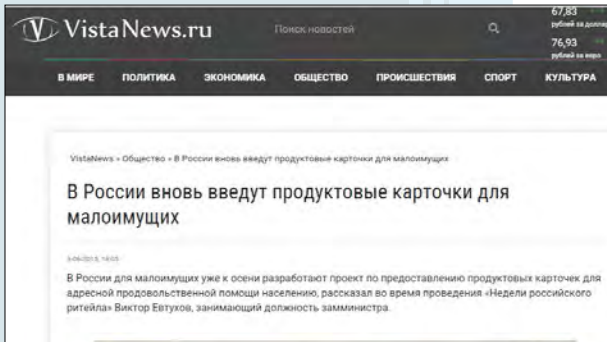 VistaNews.ru
Поиск новостей
67,83
рублей за
76,93
рублей за евро
В МИРЕ ПОЛИТИКА ЭКОНОМИКА ОБЩЕСТВО ПРОИСШЕСТВИЯ СПОРТ КУЛЬТУРА
VistaNews » Общество » В России вновь введут продуктовые карточки для малоимущих
В России вновь введут продуктовые карточки для
малоимущих
В России для малоимущих уже к осени разработают проект по предоставлению продуктовых карточек для
адресной продовольственной помощи населению, рассказал во время проведения «Недели российского
ритейла» Виктор Евтухов, занимающий должность замминистра.